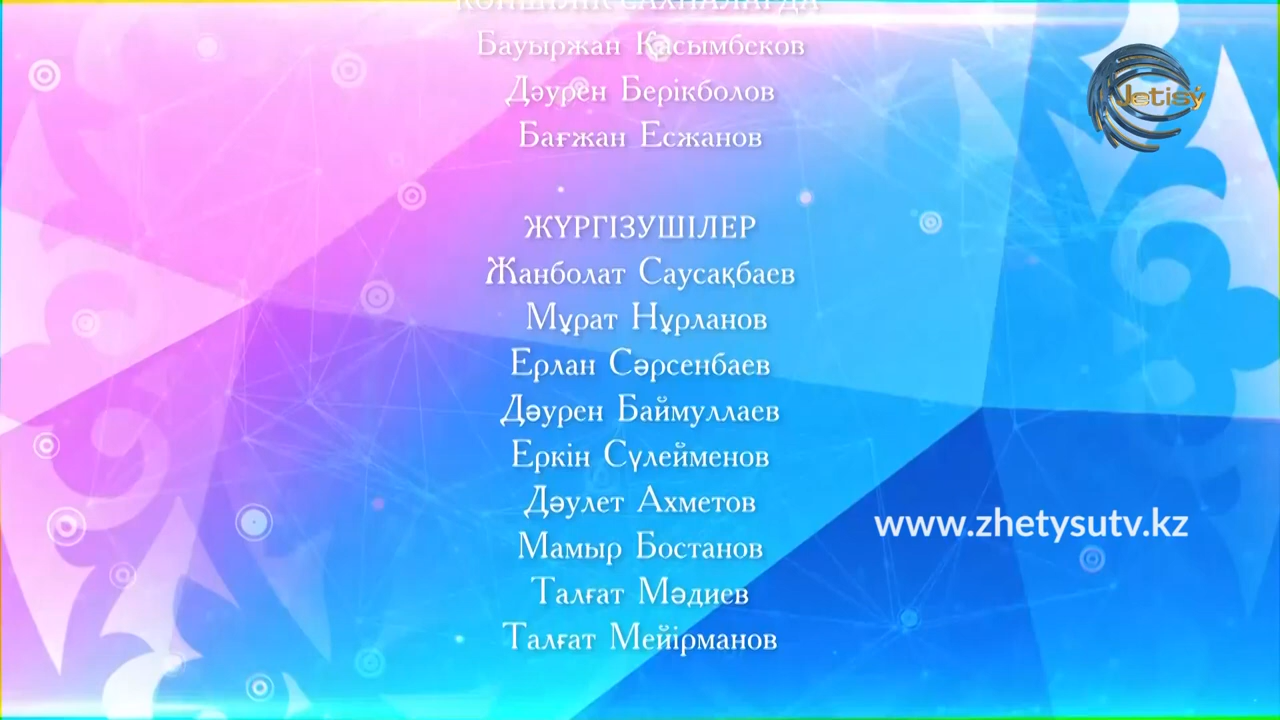 Бауыржан Қасымбеков
Дәурен Берікболов
Бағжан Есжанов
Jetisý
ЖҮРГІЗУШІЛЕР
Жанболат Саусақбаев
Мұрат Нұрланов
Ерлан Сәрсенбаев
Дәурен Баймуллаев
Еркін Сүлейменов
Дәулет Ахметов
www.zhetysutv.kz
Мамыр Бостанов
Талғат Мәдиев
Талғат Мейірманов